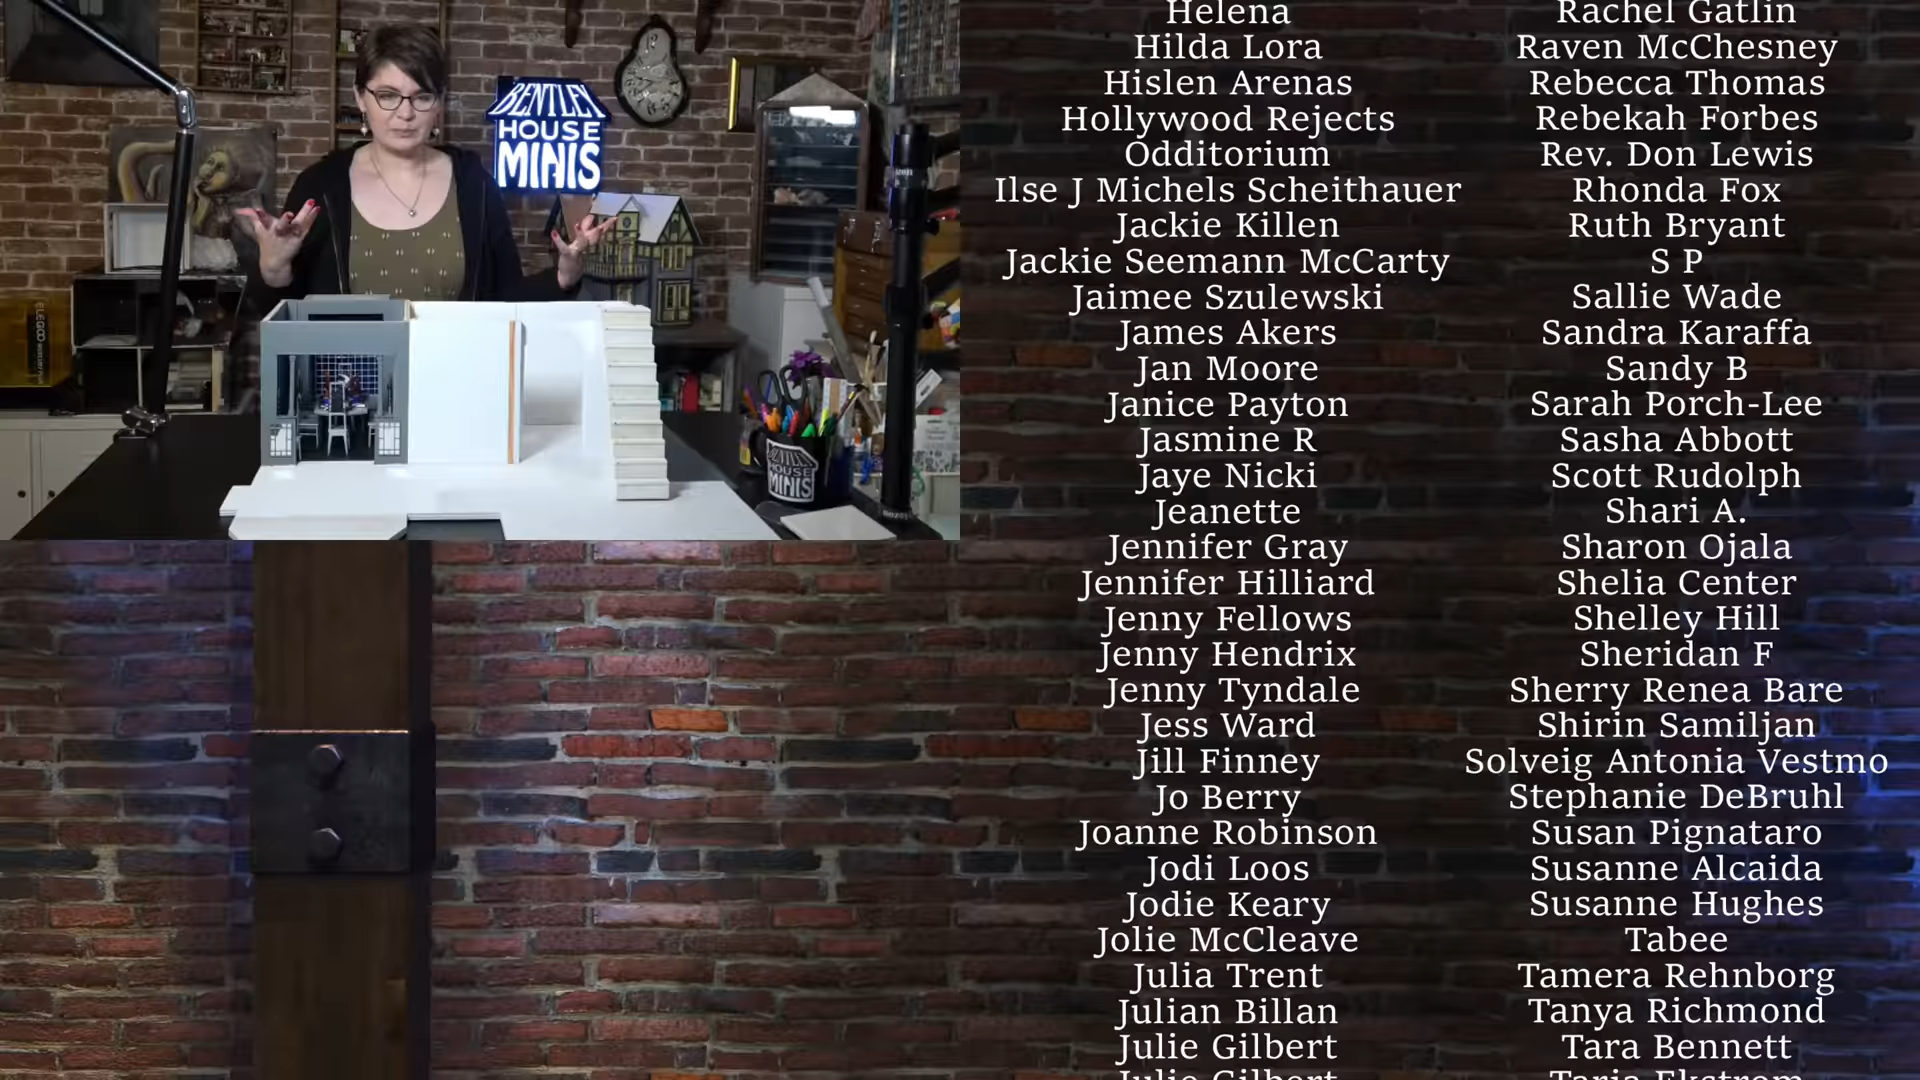 BENTLEY
HOUSE
MINIS
ELEGOO
BENTLEY
HOUSE
MINIS
Helena
Hilda Lora
Hislen Arenas
Hollywood Rejects
Odditorium
Ilse J Michels Scheithauer
Jackie Killen
Jackie Seemann McCarty
Jaimee Szulewski
James Akers
Jan Moore
Janice Payton
Jasmine R
Jaye Nicki
Jeanette
Jennifer Gray
Jennifer Hilliard
Jenny Fellows
Jenny Hendrix
Jenny Tyndale
Jess Ward
Jill Finney
Jo Berry
Joanne Robinson
Jodi Loos
Jodie Keary
Jolie McCleave
Julia Trent
Julian Billan
Julie Gilbert
Julie Gilbert
Rachel Gatlin
Raven McChesney
Rebecca Thomas
Rebekah Forbes
Rev. Don Lewis
Rhonda Fox
Ruth Bryant
S P
Sallie Wade
Sandra Karaffa
Sandy B
Sarah Porch-Lee
Sasha Abbott
Scott Rudolph
Shari A.
Sharon Ojala
Shelia Center
Shelley Hill
Sheridan F
Sherry Renea Bare
Shirin Samiljan
Solveig Antonia Vestmo
Stephanie DeBruhl
Susan Pignataro
Susanne Alcaida
Susanne Hughes
Tabee
Tamera Rehnborg
Tanya Richmond
Tara Bennett